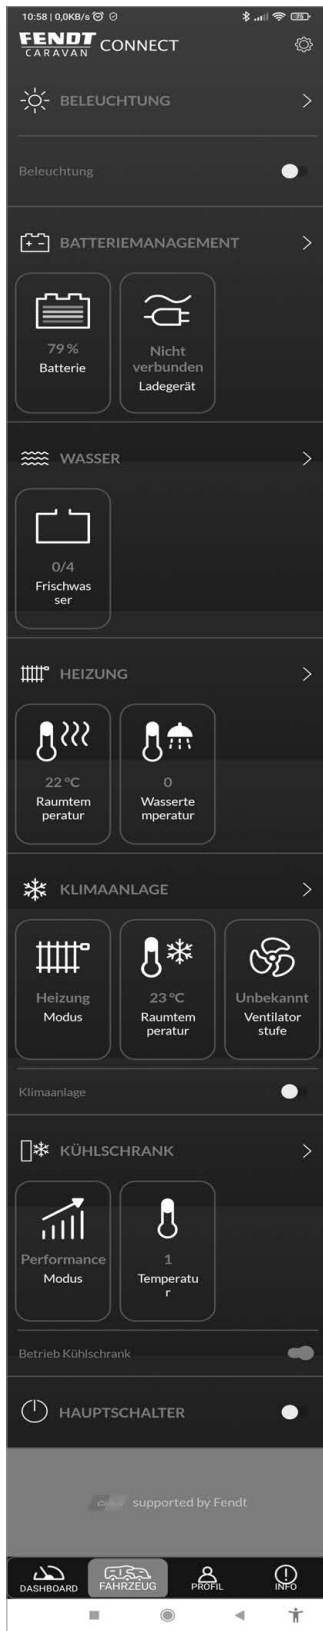 10:58 | 0,0KB/s
FENDT CONNECT
CARAVAN
BELEUCHTUNG
Beleuchtung
BATTERIEMANAGEMENT
79 %
Batterie
Nicht
verbunden
Ladegerät
WASSER
0/4
Frischwas
ser
HEIZUNG
22 °C
Raumtem
peratur
0
Wasserte
mperatur
KLIMAANLAGE
Heizung
Modus
23 °C
Raumtem
peratur
Unbekannt
Ventilator
stufe
Klimaanlage
KÜHLSCHRANK
Performance
Modus
1
Temperatu
r
Betrieb Kühlschrank
HAUPTSCHALTER
supported by Fendt
DASHBOARD
FAHRZEUG
PROFIL
INFO